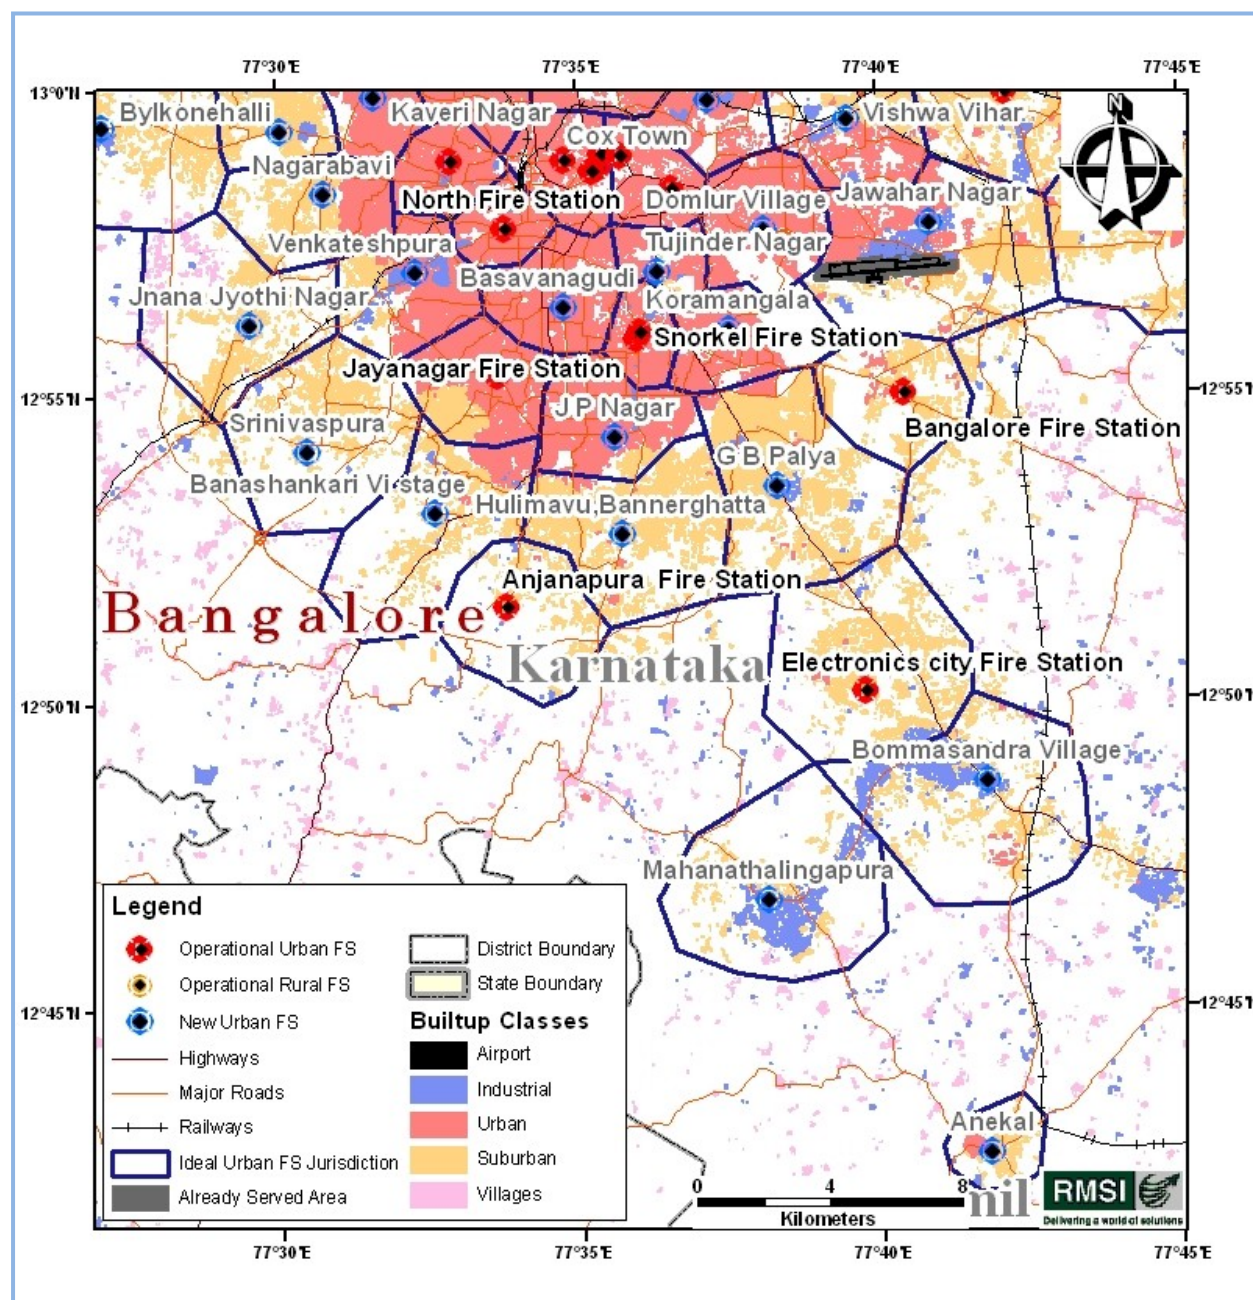 77°30'E 77°35'E 77°40'E 77°45'E
13°0'N
N
Bylkonehalli
Kaveri Nagar
Cox Town
Vishwa Vihar
Nagarabavi
North Fire Station
Domlur Village
Jawahar Nagar
Venkateshpura
Tujinder Nagar
Basavanagudi
Jnana Jyothi Nagar
Koramangala
Snorkel Fire Station
Jayanagar Fire Station
12°55'N
12°55'N
J P Nagar
Srinivaspura
Bangalore Fire Station
G B Palya
Banashankari Vi stage
Hulimavu,Bannerghatta
Anjanapura Fire Station
Bangalore
Karnataka
Electronics city Fire Station
12°50'N
12°50'N
Bommasandra Village
Mahanathalingapura
Legend
Operational Urban FS
Operational Rural FS
New Urban FS
Highways
Major Roads
Railways
Ideal Urban FS Jurisdiction
Already Served Area
District Boundary
State Boundary
Builtup Classes
Airport
Industrial
Urban
Suburban
Villages
12°45'N
12°45'N
Anekal
0 4 8
Kilometers
nil
RMSI
Delivering a world of solutions
77°30'E 77°35'E 77°40'E 77°45'E